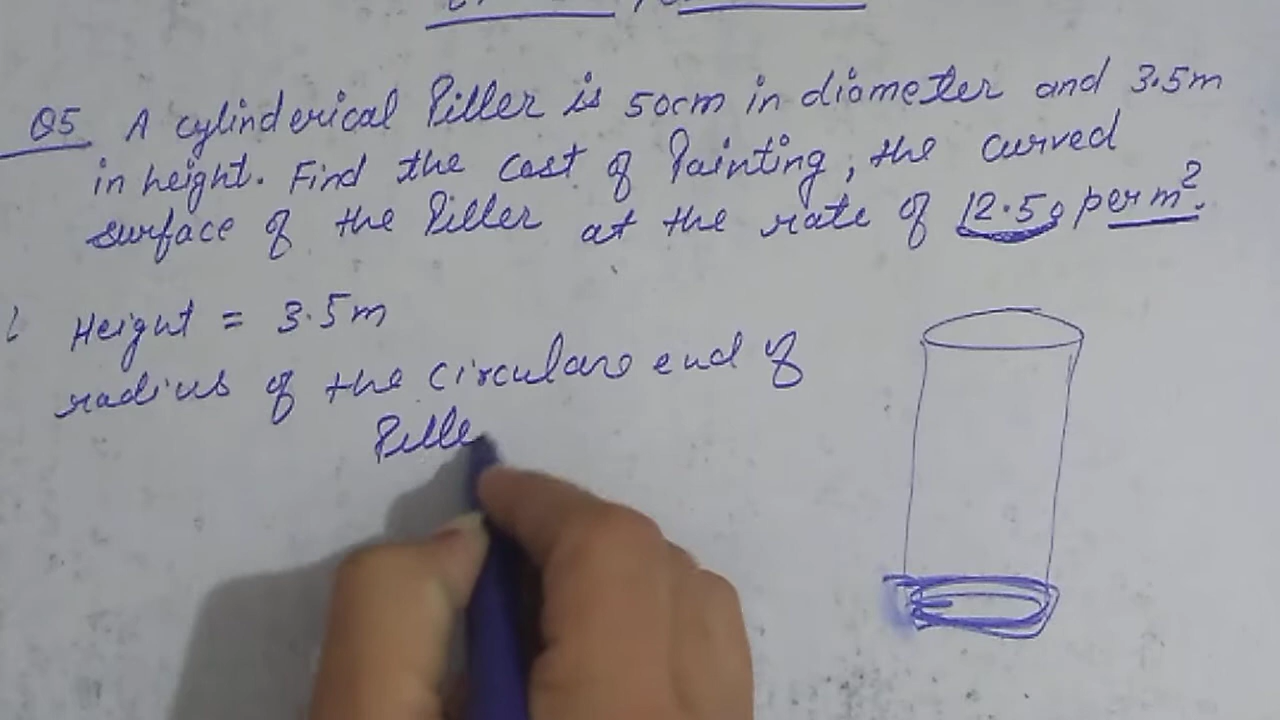 Q5. A cylinderical Piller is 50cm in diameter and 3.5m
in height. Find the cost of Painting, the curved
surface of the Piller at the rate of 12.50 per m².
Height = 3.5m
radius of the circulare end of
Pille